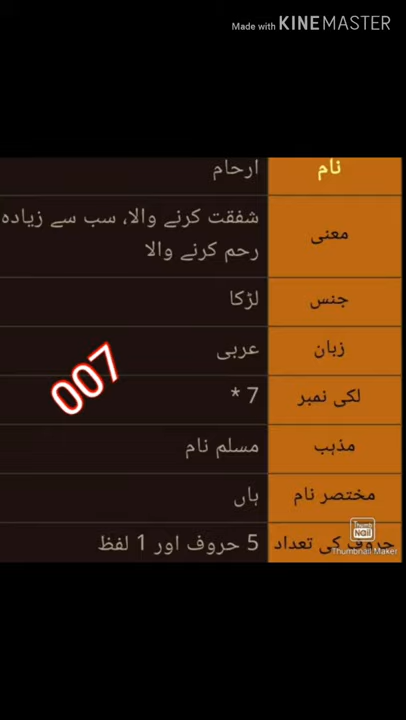 Made with KINEMASTER
نام ارحام
معنی شفقت کرنے والا، سب سے زیادہ
رحم کرنے والا
جنس لڑکا
زبان عربی
لکی نمبر 7 *
007
مذہب مسلم نام
مختصر نام ہاں
حروف کی تعداد 5 حروف اور 1 لفظ
Thumb
Nail
Thumbnail Maker